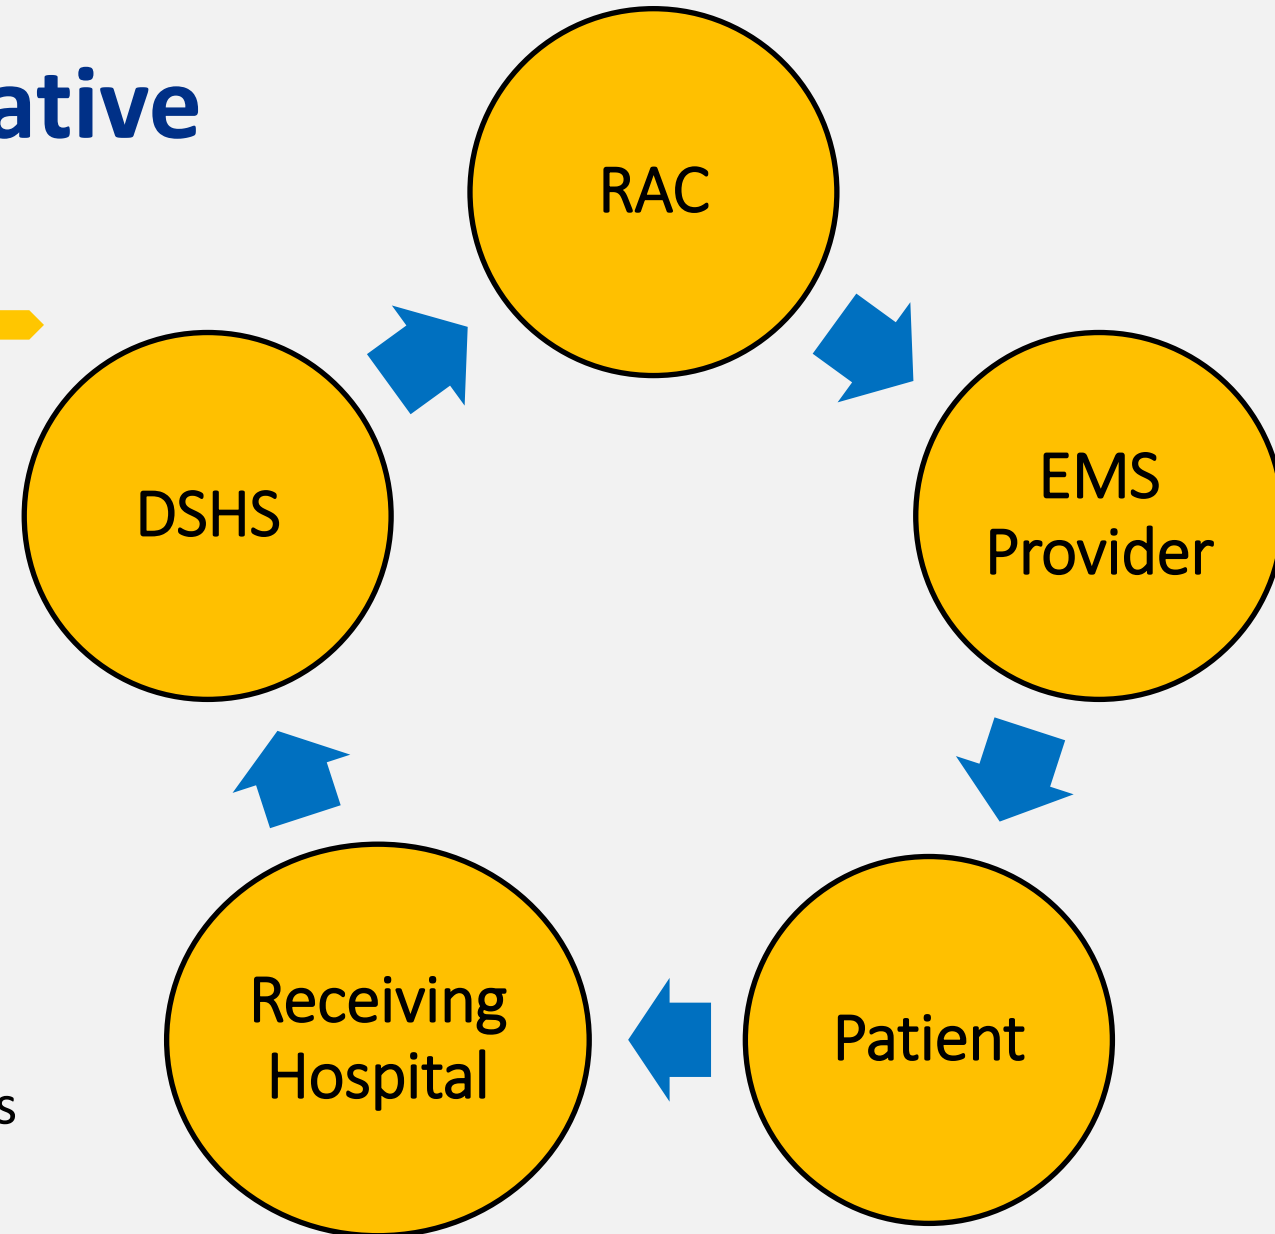 ative
RAC
EMS
Provider
DSHS
Receiving
Hospital
Patient
s